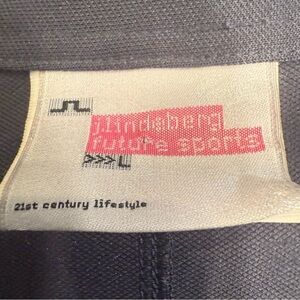 j.lindeberg
future sports
>>>L
21st century lifestyle